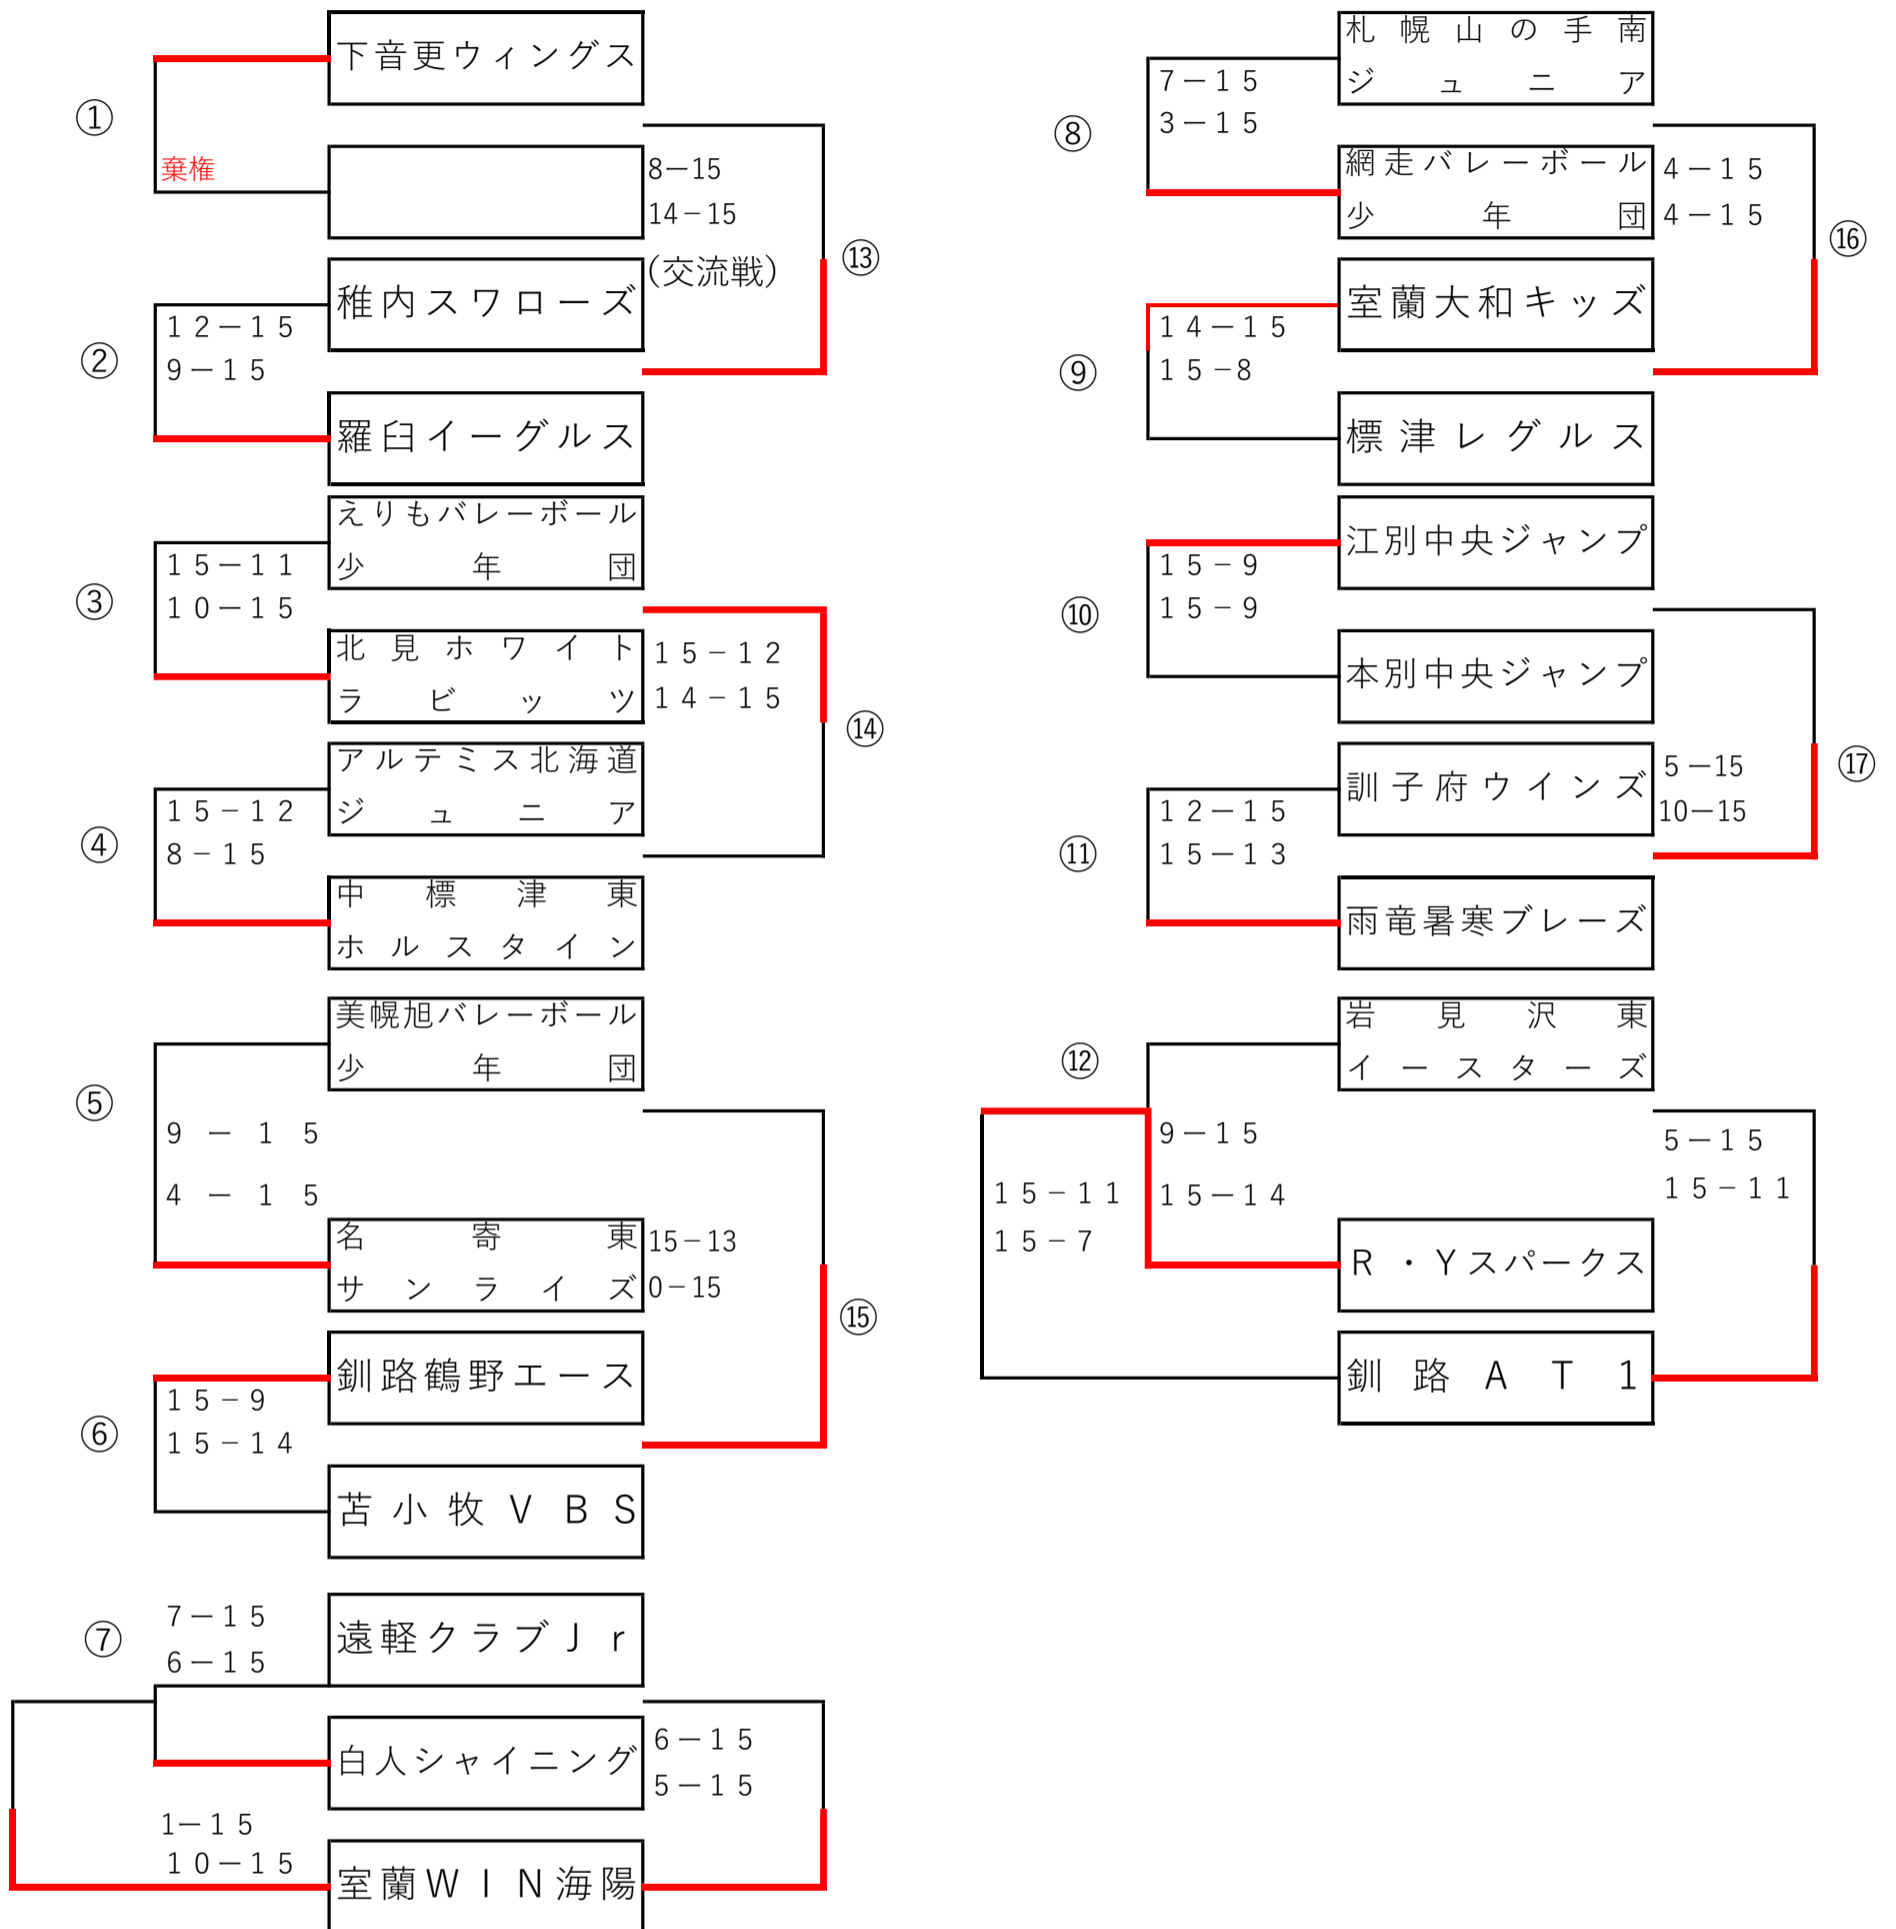 下音更ウィングス
①
棄権
8－15
14－15
(交流戦)
⑬
稚内スワローズ
②
12－15
9－15
羅臼イーグルス
えりもバレーボール
少年団
③
15－11
10－15
北見ホワイト
ラビッツ
15－12
14－15
⑭
アルテミス北海道
ジュニア
④
15－12
8－15
中標津東
ホルスタイン
美幌旭バレーボール
少年団
⑤
9－15
4－15
名寄東
サンライズ
15－13
0－15
⑮
釧路鶴野エース
⑥
15－9
15－14
苫小牧VBS
⑦
7－15
6－15
遠軽クラブJr
白人シャイニング
6－15
5－15
1－15
10－15
室蘭WIN海陽
札幌山の手南
ジュニア
⑧
7－15
3－15
網走バレーボール
少年団
4－15
4－15
⑯
室蘭大和キッズ
⑨
14－15
15－8
標津レグルス
江別中央ジャンプ
⑩
15－9
15－9
本別中央ジャンプ
訓子府ウインズ
5－15
10－15
⑰
⑪
12－15
15－13
雨竜暑寒ブレーズ
岩見沢東
イースターズ
⑫
9－15
15－14
5－15
15－11
15－11
15－7
R・Yスパークス
釧路AT1